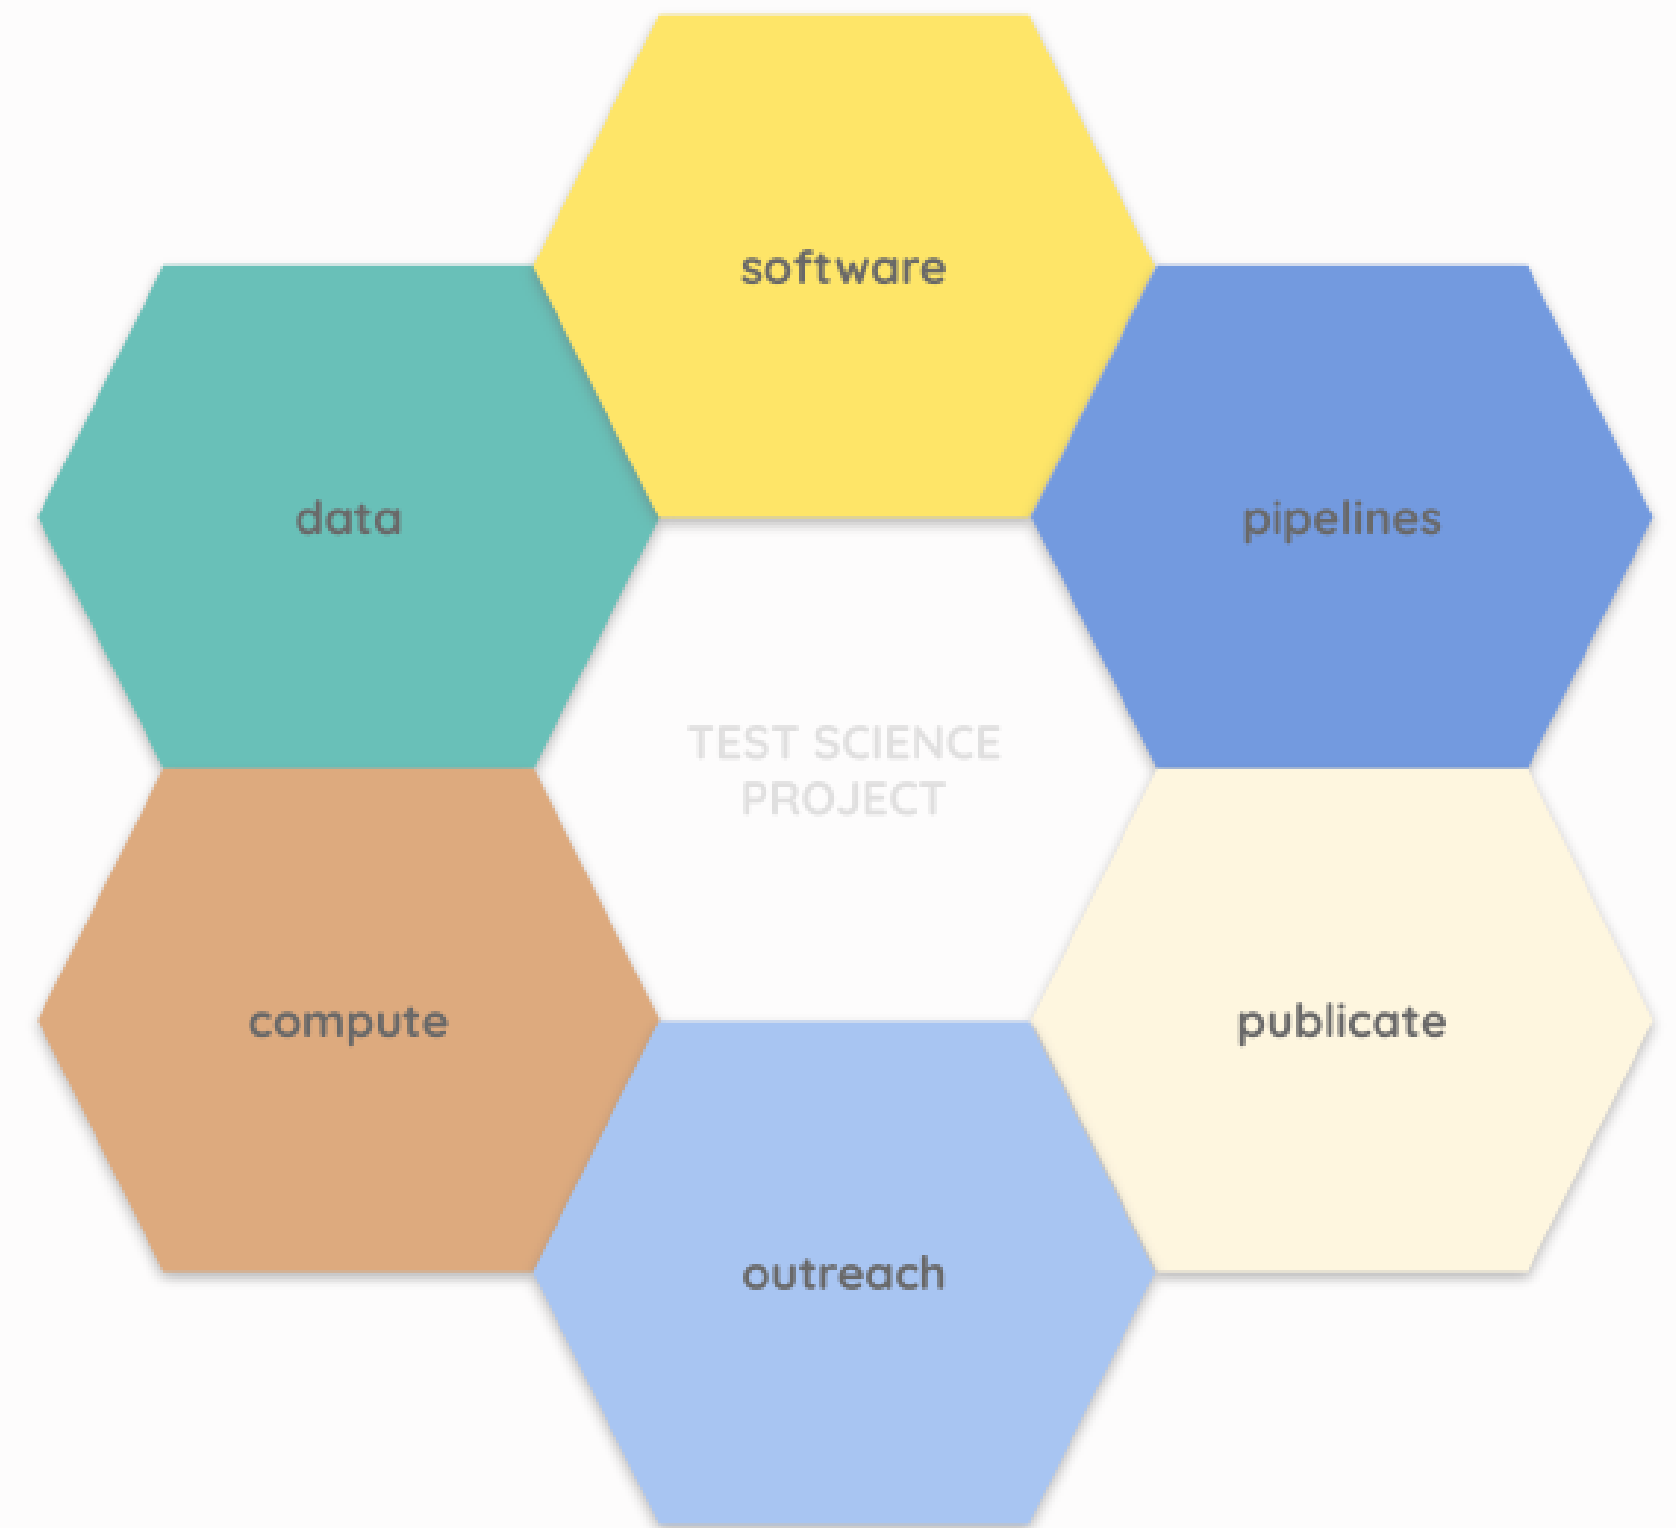 software
data
pipelines
TEST SCIENCE
PROJECT
compute
publicate
outreach